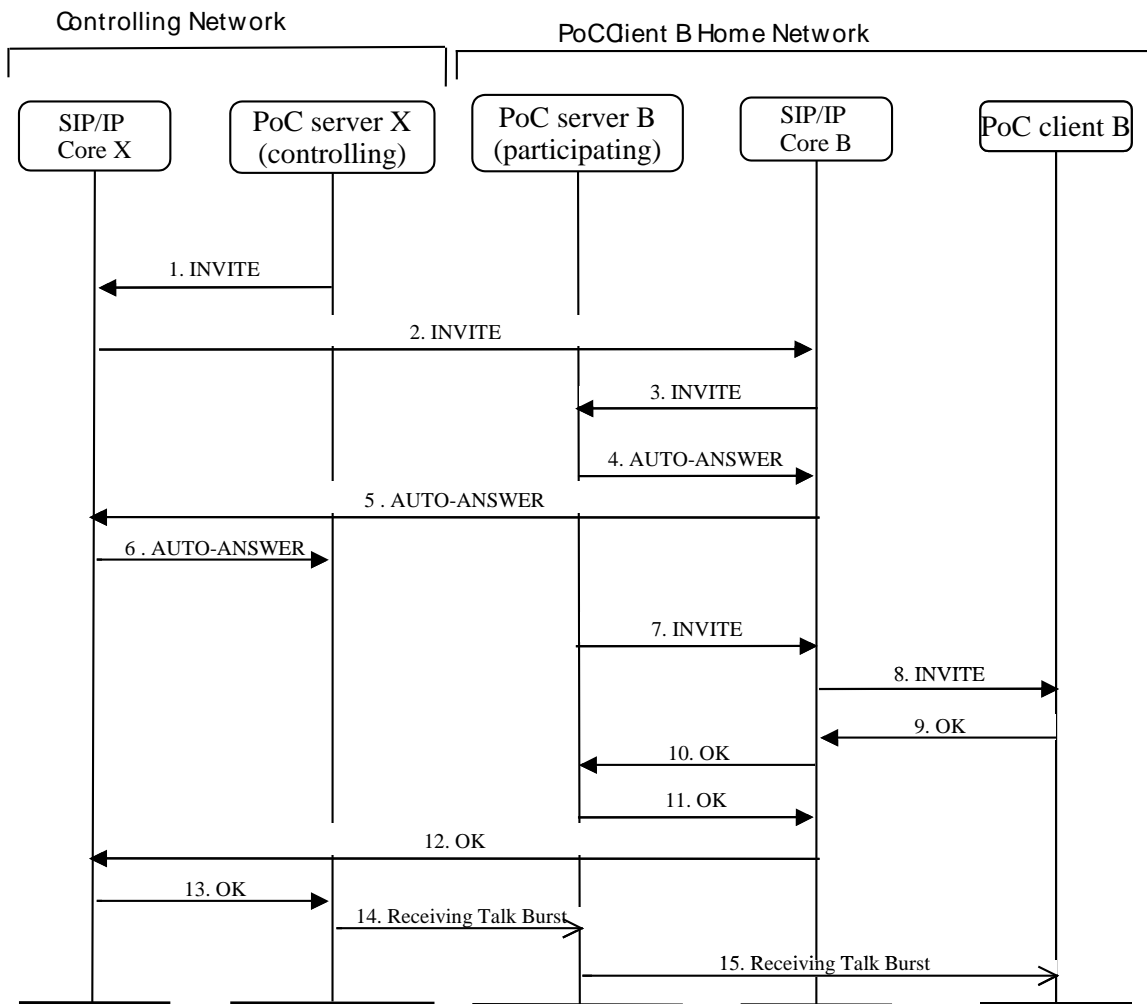 Controlling Network
PoCClient B Home Network
SIP/IP
Core X
PoC server X
(controlling)
PoC server B
(participating)
SIP/IP
Core B
PoC client B
1. INVITE
2. INVITE
3. INVITE
4. AUTO-ANSWER
5 . AUTO-ANSWER
6 . AUTO-ANSWER
7. INVITE
8. INVITE
9. OK
10. OK
11. OK
12. OK
13. OK
14. Receiving Talk Burst
15. Receiving Talk Burst